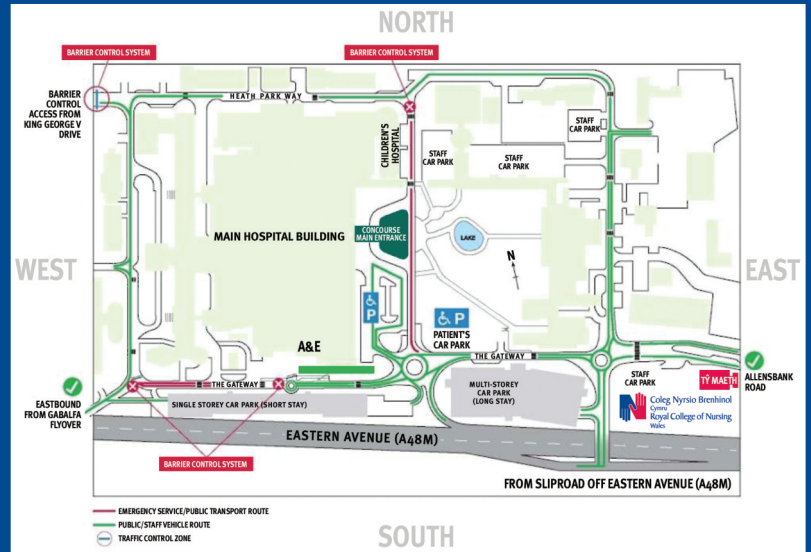 NORTH
BARRIER CONTROL SYSTEM
BARRIER CONTROL SYSTEM
BARRIER
CONTROL
ACCESS FROM
KING GEORGE V
DRIVE
HEATH PARK WAY
CHILDREN'S
HOSPITAL
STAFF
CAR PARK
STAFF
CAR PARK
STAFF
CAR PARK
MAIN HOSPITAL BUILDING
CONCOURSE
MAIN ENTRANCE
LAKE
N
WEST
EAST
P
P
PATIENT'S
CAR PARK
A&E
THE GATEWAY
THE GATEWAY
STAFF
CAR PARK
TŶ MAETH
ALLENSBANK
ROAD
EASTBOUND
FROM GABALFA
FLYOVER
SINGLE STOREY CAR PARK (SHORT STAY)
MULTI-STOREY
CAR PARK
(LONG STAY)
Coleg Nyrsio Brenhinol
Cymru
Royal College of Nursing
Wales
EASTERN AVENUE (A48M)
BARRIER CONTROL SYSTEM
FROM SLIPROAD OFF EASTERN AVENUE (A48M)
EMERGENCY SERVICE/PUBLIC TRANSPORT ROUTE
PUBLIC/STAFF VEHICLE ROUTE
TRAFFIC CONTROL ZONE
SOUTH